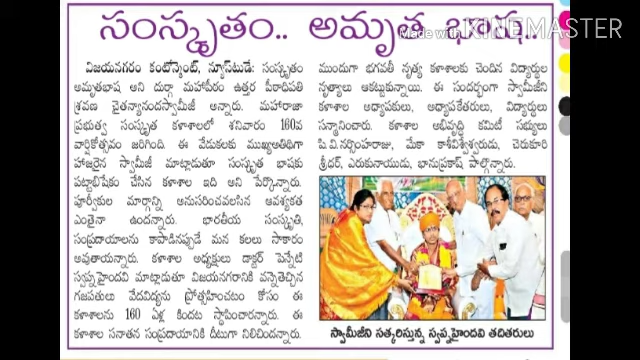 సంస్కృతం.. అమృత భాష..
Made With
KINEMASTER
విజయనగరం కంటోన్మెంట్, న్యూస్‌టుడే: సంస్కృతం
అమృతభాష అని దుర్గా మహాపీఠం ఉత్తర పీఠాధిపతి
శ్రవణ చైతన్యానందస్వామీజీ అన్నారు. మహారాజా
ప్రభుత్వ సంస్కృత కళాశాలలో శనివారం 160వ
వార్షికోత్సవం జరిగింది. ఈ వేడుకలకు ముఖ్యఅతిథిగా
హాజరైన స్వామీజీ మాట్లాడుతూ సంస్కృత భాషకు
పట్టాభిషేకం చేసిన కళాశాల ఇది అని పేర్కొన్నారు.
పూర్వీకుల మార్గాన్ని అనుసరించవలసిన ఆవశ్యకత
ఎంతైనా ఉందన్నారు. భారతీయ సంస్కృతి,
సంప్రదాయాలను కాపాడినప్పుడే మన కలలు సాకారం
అవుతాయన్నారు. కళాశాల అధ్యక్షులు డాక్టర్ పెన్నేటి
స్వప్నహైందవి మాట్లాడుతూ విజయనగరానికి వన్నెతెచ్చిన
గజపతులు వేదవిద్యను ప్రోత్సహించటం కోసం ఈ
కళాశాలను 160 ఏళ్ల కిందట స్థాపించారన్నారు. ఈ
కళాశాల సనాతన సంప్రదాయానికి దీటుగా నిలిచిందన్నారు.
ముందుగా భగవతీ నృత్య కళాశాలకు చెందిన విద్యార్థుల
నృత్యాలు ఆకట్టుకున్నాయి. ఈ సందర్భంగా స్వామీజీని
కళాశాల అధ్యాపకులు, అధ్యాపకేతరులు, విద్యార్థులు
సన్మానించారు. కళాశాల అభివృద్ధి కమిటీ సభ్యులు
పి.వి.నర్సింహరాజు, మేకా కాశీవిశ్వేశ్వరుడు, చెరుకూరి
శ్రీధర్, ఎరుకునాయుడు, భానుప్రకాష్ పాల్గొన్నారు.
స్వామీజీని సత్కరిస్తున్న స్వప్నహైందవి తదితరులు